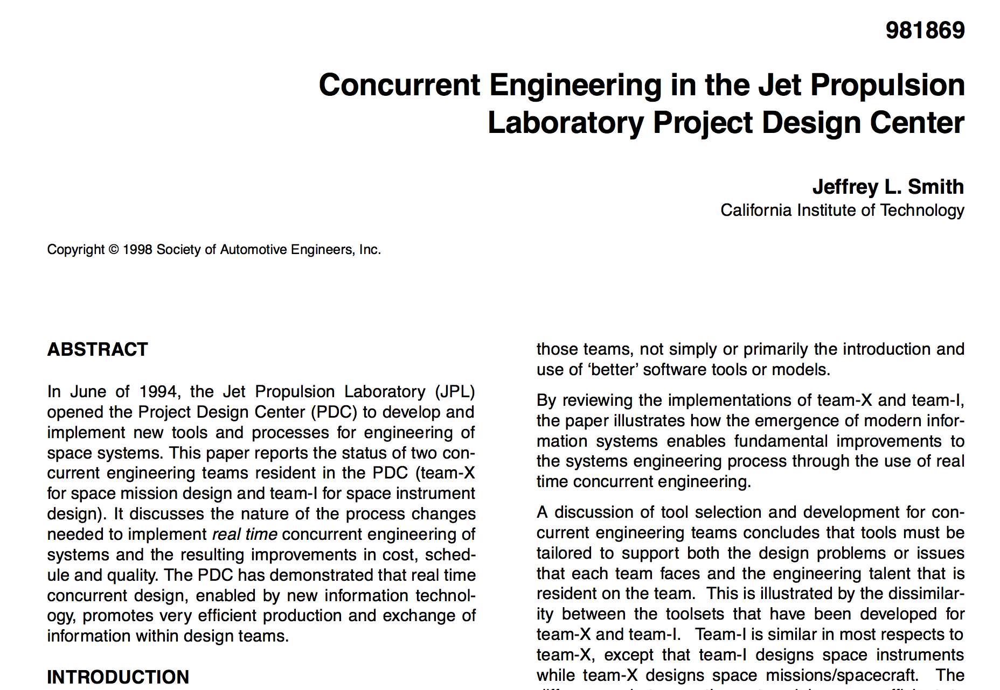 981869
Concurrent Engineering in the Jet Propulsion
Laboratory Project Design Center
Jeffrey L. Smith
California Institute of Technology
Copyright © 1998 Society of Automotive Engineers, Inc.
ABSTRACT
In June of 1994, the Jet Propulsion Laboratory (JPL)
opened the Project Design Center (PDC) to develop and
implement new tools and processes for engineering of
space systems. This paper reports the status of two con-
current engineering teams resident in the PDC (team-X
for space mission design and team-I for space instrument
design). It discusses the nature of the process changes
needed to implement real time concurrent engineering of
systems and the resulting improvements in cost, sched-
ule and quality. The PDC has demonstrated that real time
concurrent design, enabled by new information technol-
ogy, promotes very efficient production and exchange of
information within design teams.
INTRODUCTION
those teams, not simply or primarily the introduction and
use of ‘better’ software tools or models.
By reviewing the implementations of team-X and team-I,
the paper illustrates how the emergence of modern infor-
mation systems enables fundamental improvements to
the systems engineering process through the use of real
time concurrent engineering.
A discussion of tool selection and development for con-
current engineering teams concludes that tools must be
tailored to support both the design problems or issues
that each team faces and the engineering talent that is
resident on the team.  This is illustrated by the dissimilar-
ity between the toolsets that have been developed for
team-X and team-I.  Team-I is similar in most respects to
team-X, except that team-I designs space instruments
while team-X designs space missions/spacecraft.  The